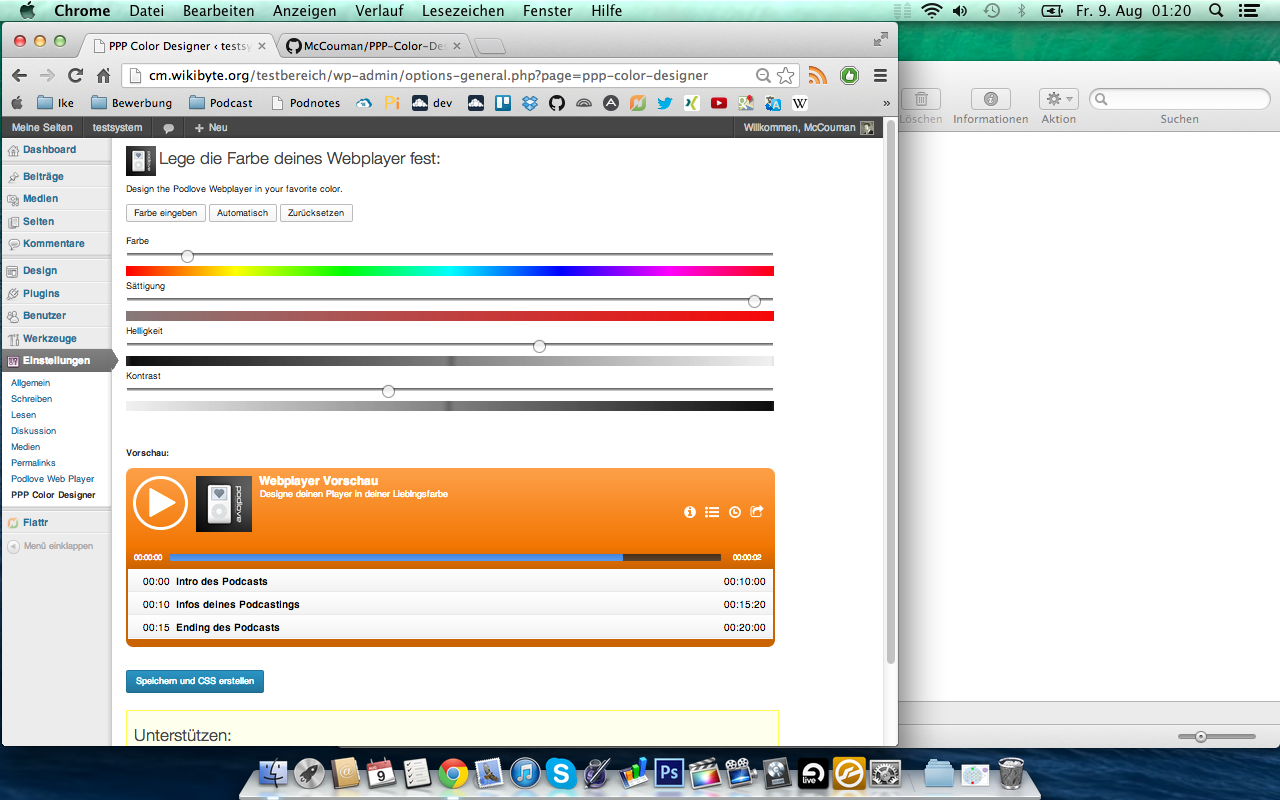 Chrome Datei Bearbeiten Anzeigen Verlauf Lesezeichen Fenster Hilfe Fr. 9. Aug 01:20
PPP Color Designer ‹ testsy McCouman/PPP-Color-De
cm.wikibyte.org/testbereich/wp-admin/options-general.php?page=ppp-color-designer
Ike Bewerbung Podcast Podnotes Pi dev W »
Löschen Informationen Aktion Suchen
Meine Seiten testsystem + Neu Willkommen, McCouman
Dashboard
Beiträge
Medien
Seiten
Kommentare
Design
Plugins
Benutzer
Werkzeuge
Einstellungen
Allgemein
Schreiben
Lesen
Diskussion
Medien
Permalinks
Podlove Web Player
PPP Color Designer
Flattr
Menü einklappen
Lege die Farbe deines Webplayer fest:
Design the Podlove Webplayer in your favorite color.
Farbe eingeben Automatisch Zurücksetzen
Farbe
Sättigung
Helligkeit
Kontrast
Vorschau:
podlove
Webplayer Vorschau
Designe deinen Player in deiner Lieblngsfarbe
00:00:00 00:00:02
00:00 Intro des Podcasts 00:10:00
00:10 Infos deines Podcastings 00:15:20
00:15 Ending des Podcasts 00:20:00
Speichern und CSS erstellen
Unterstützen:
9 Ps live